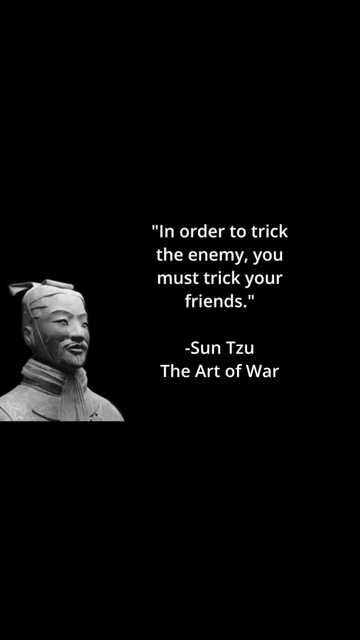 "In order to trick
the enemy, you
must trick your
friends."
-Sun Tzu
The Art of War